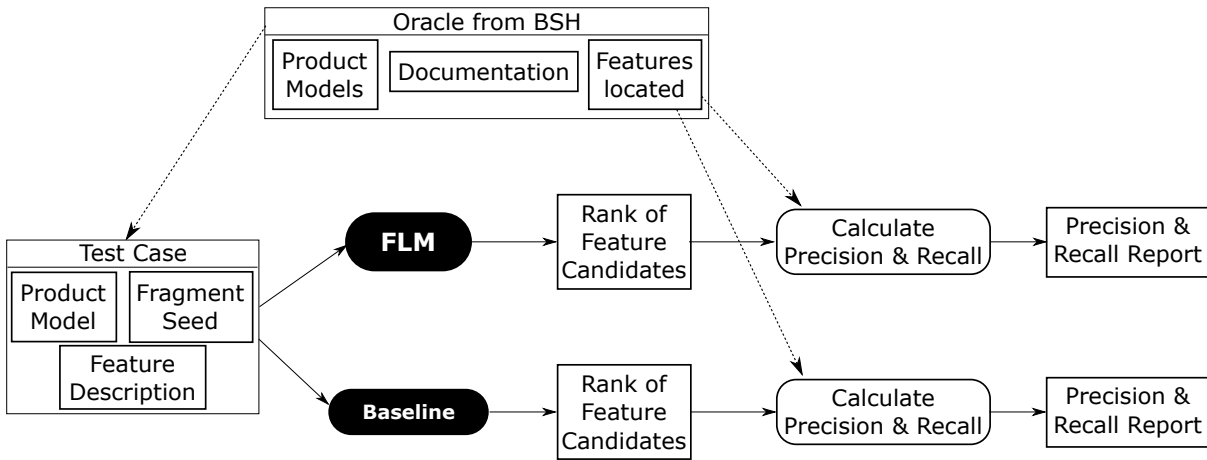 Oracle from BSH
Product
Models
Documentation
Features
located
Test Case
Product
Model
Fragment
Seed
Feature
Description
FLM
Rank of
Feature
Candidates
Calculate
Precision & Recall
Precision &
Recall Report
Baseline
Rank of
Feature
Candidates
Calculate
Precision & Recall
Precision &
Recall Report